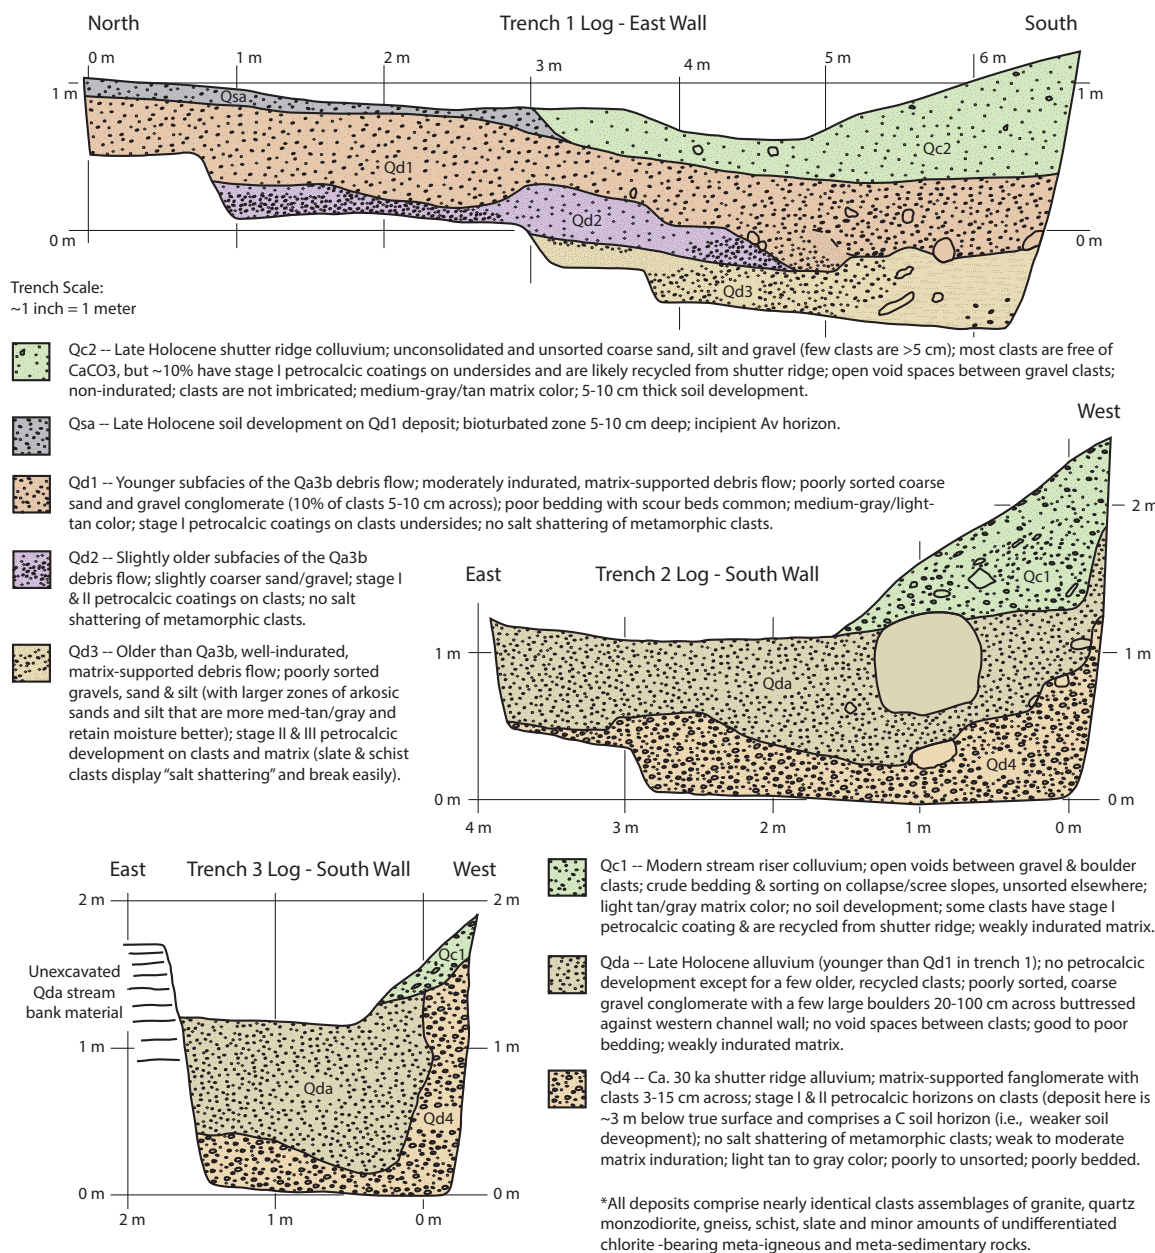 North
Trench 1 Log - East Wall
South
0 m
1 m
2 m
3 m
4 m
5 m
6 m
1 m
1 m
Qsa
Qc2
Qd1
Qd2
0 m
0 m
Qd3
Trench Scale:
~1 inch = 1 meter
Qc2 -- Late Holocene shutter ridge colluvium; unconsolidated and unsorted coarse sand, silt and gravel (few clasts are >5 cm); most clasts are free of
CaCO3, but ~10% have stage I petrocalcic coatings on undersides and are likely recycled from shutter ridge; open void spaces between gravel clasts;
non-indurated; clasts are not imbricated; medium-gray/tan matrix color; 5-10 cm thick soil development.
Qsa -- Late Holocene soil development on Qd1 deposit; bioturbated zone 5-10 cm deep; incipient Av horizon.
Qd1 -- Younger subfacies of the Qa3b debris flow; moderately indurated, matrix-supported debris flow; poorly sorted coarse
sand and gravel conglomerate (10% of clasts 5-10 cm across); poor bedding with scour beds common; medium-gray/light-
tan color; stage I petrocalcic coatings on clasts undersides; no salt shattering of metamorphic clasts.
Qd2 -- Slightly older subfacies of the Qa3b
debris flow; slightly coarser sand/gravel; stage I
& II petrocalcic coatings on clasts; no salt
shattering of metamorphic clasts.
Qd3 -- Older than Qa3b, well-indurated,
matrix-supported debris flow; poorly sorted
gravels, sand & silt (with larger zones of arkosic
sands and silt that are more med-tan/gray and
retain moisture better); stage II & III petrocalcic
development on clasts and matrix (slate & schist
clasts display "salt shattering" and break easily).
West
East
Trench 2 Log - South Wall
2 m
Qc1
1 m
1 m
Qda
Qd4
0 m
0 m
4 m
3 m
2 m
1 m
0 m
East
Trench 3 Log - South Wall
West
2 m
2 m
Qc1
Unexcavated
Qda stream
bank material
1 m
1 m
Qda
Qd4
0 m
0 m
2 m
1 m
0 m
Qc1 -- Modern stream riser colluvium; open voids between gravel & boulder
clasts; crude bedding & sorting on collapse/scree slopes, unsorted elsewhere;
light tan/gray matrix color; no soil development; some clasts have stage I
petrocalcic coating & are recycled from shutter ridge; weakly indurated matrix.
Qda -- Late Holocene alluvium (younger than Qd1 in trench 1); no petrocalcic
development except for a few older, recycled clasts; poorly sorted, coarse
gravel conglomerate with a few large boulders 20-100 cm across buttressed
against western channel wall; no void spaces between clasts; good to poor
bedding; weakly indurated matrix.
Qd4 -- Ca. 30 ka shutter ridge alluvium; matrix-supported fanglomerate with
clasts 3-15 cm across; stage I & II petrocalcic horizons on clasts (deposit here is
~3 m below true surface and comprises a C soil horizon (i.e., weaker soil
deveopment); no salt shattering of metamorphic clasts; weak to moderate
matrix induration; light tan to gray color; poorly to unsorted; poorly bedded.
*All deposits comprise nearly identical clasts assemblages of granite, quartz
monzodiorite, gneiss, schist, slate and minor amounts of undifferentiated
chlorite -bearing meta-igneous and meta-sedimentary rocks.